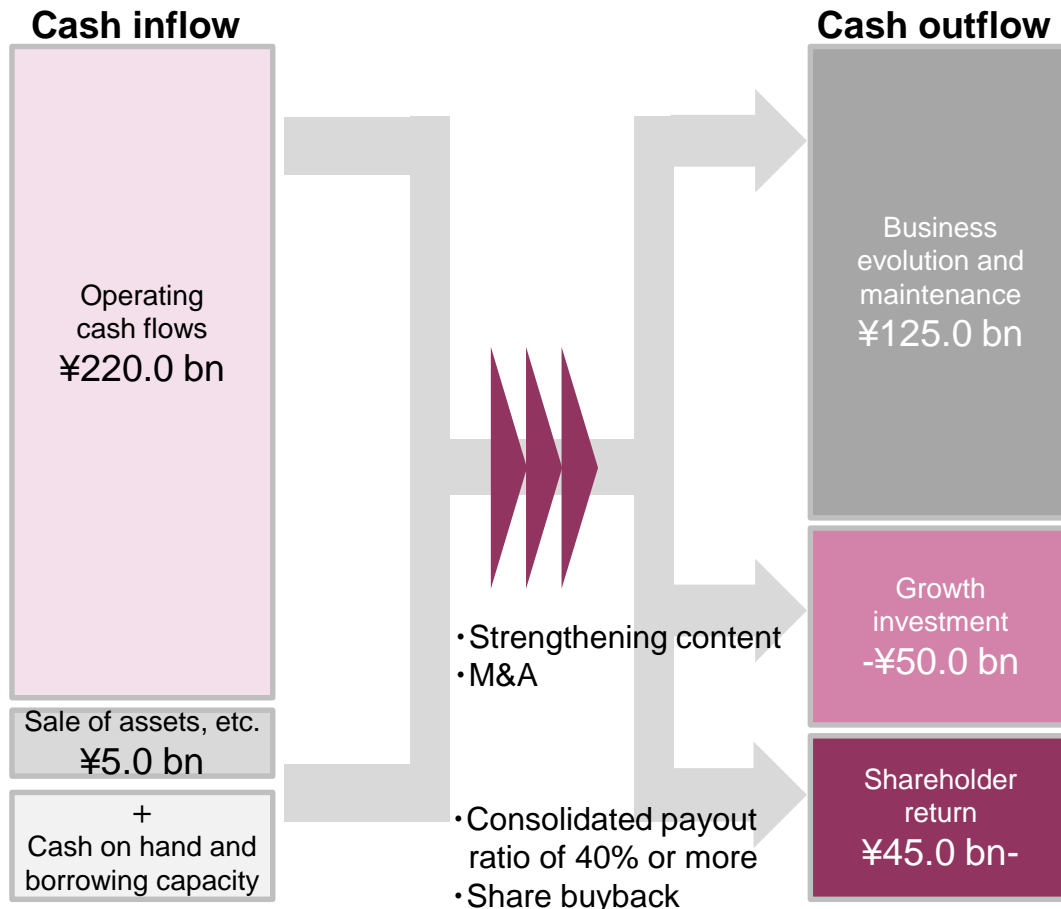 Cash inflow
Operating
cash flows
¥220.0 bn
Sale of assets, etc.
¥5.0 bn
+
Cash on hand and
borrowing capacity
・Strengthening content
・M&A
・Consolidated payout
ratio of 40% or more
・Share buyback
Cash outflow
Business
evolution and
maintenance
¥125.0 bn
Growth
investment
-¥50.0 bn
Shareholder
return
¥45.0 bn-